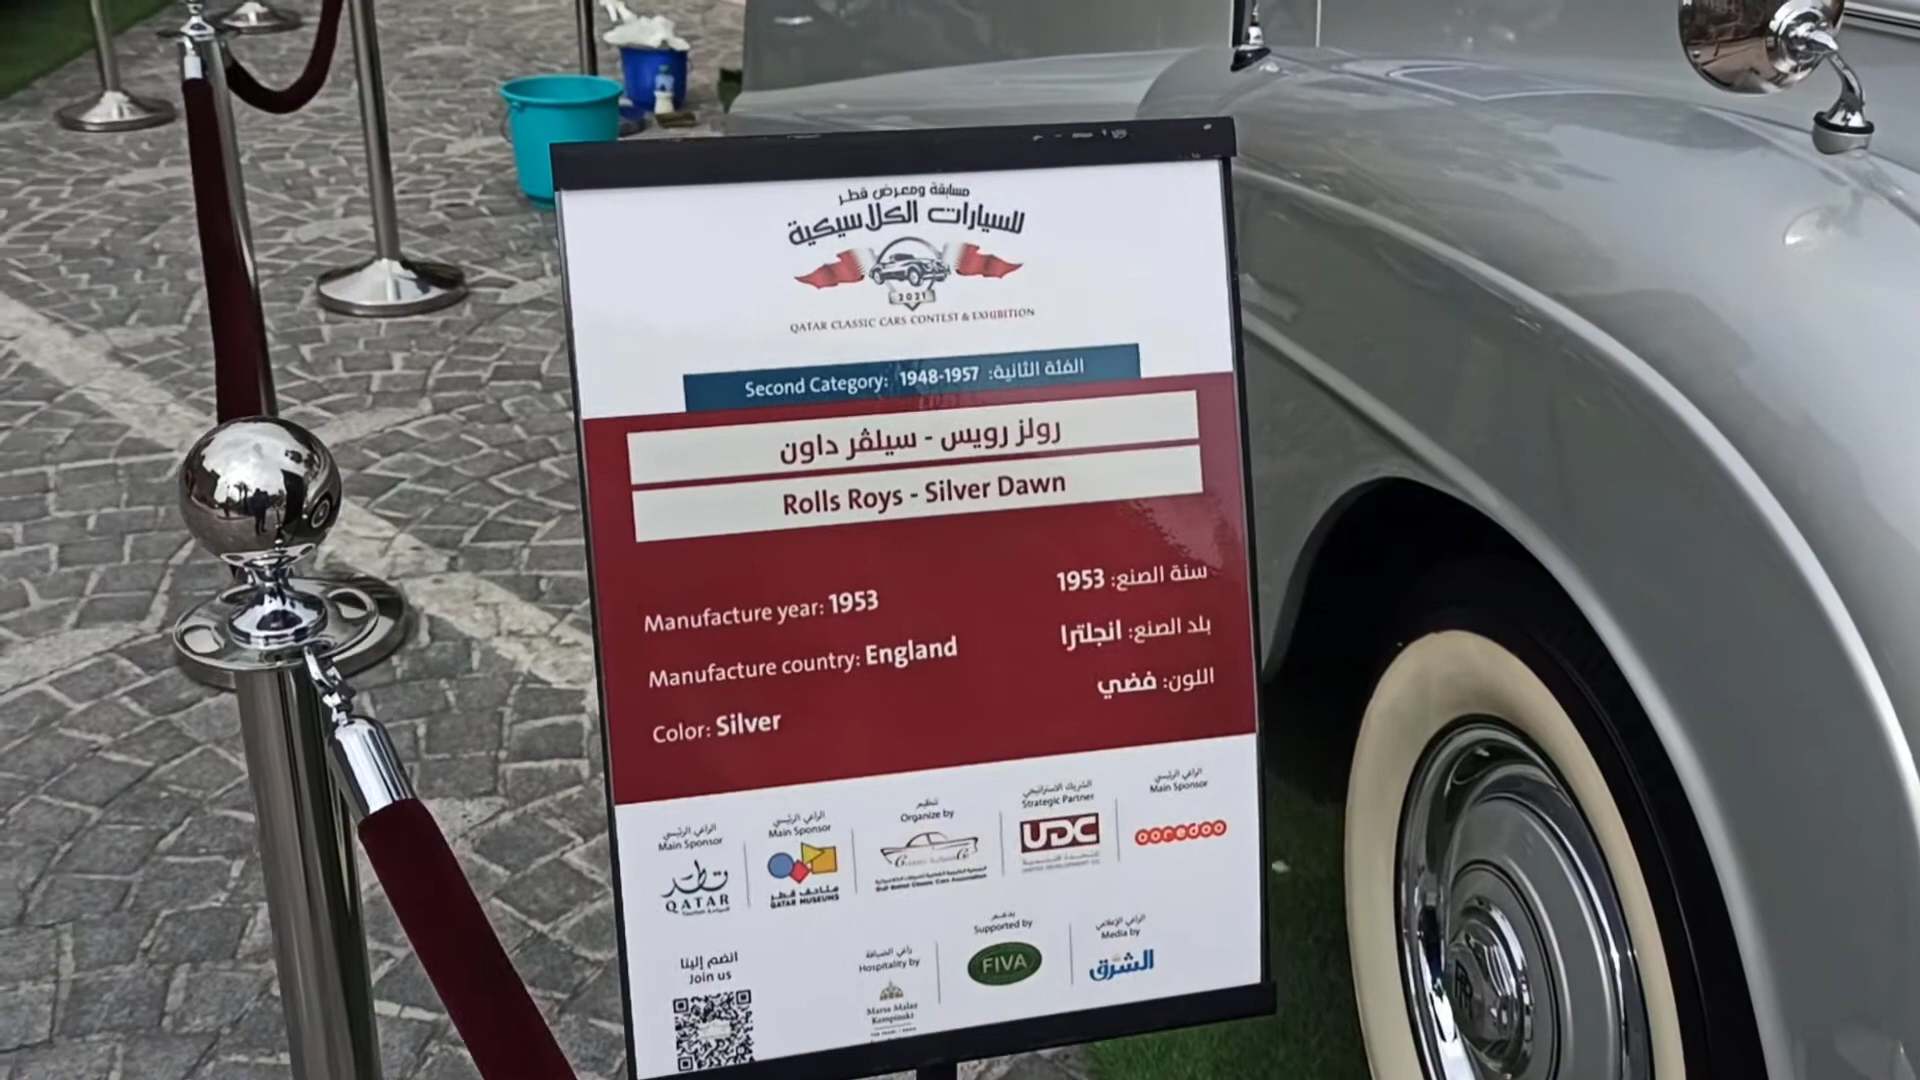 مسابقة ومعرض قطر
للسيارات الكلاسيكية
2021
QATAR CLASSIC CARS CONTEST & EXHIBITION
Second Category: 1948-1957 الفئة الثانية:
رولز رويس - سيلڤر داون
Rolls Roys - Silver Dawn
سنة الصنع: 1953
Manufacture year: 1953
بلد الصنع: انجلترا
Manufacture country: England
اللون: فضي
Color: Silver
الراعي الرئيسي
Main Sponsor
قطر
QATAR
الراعي الرئيسي
Main Sponsor
متاحف قطر
QATAR MUSEUMS
تنظيم
Organize by
الشريك الاستراتيجي
Strategic Partner
UDC
الراعي الرئيسي
Main Sponsor
ooredoo
انضم إلينا
Join us
راعي الضيافة
Hospitality by
Marsa Malaz
Kempinski
بدعم
Supported by
FIVA
الراعي الإعلامي
Media by
الشرق